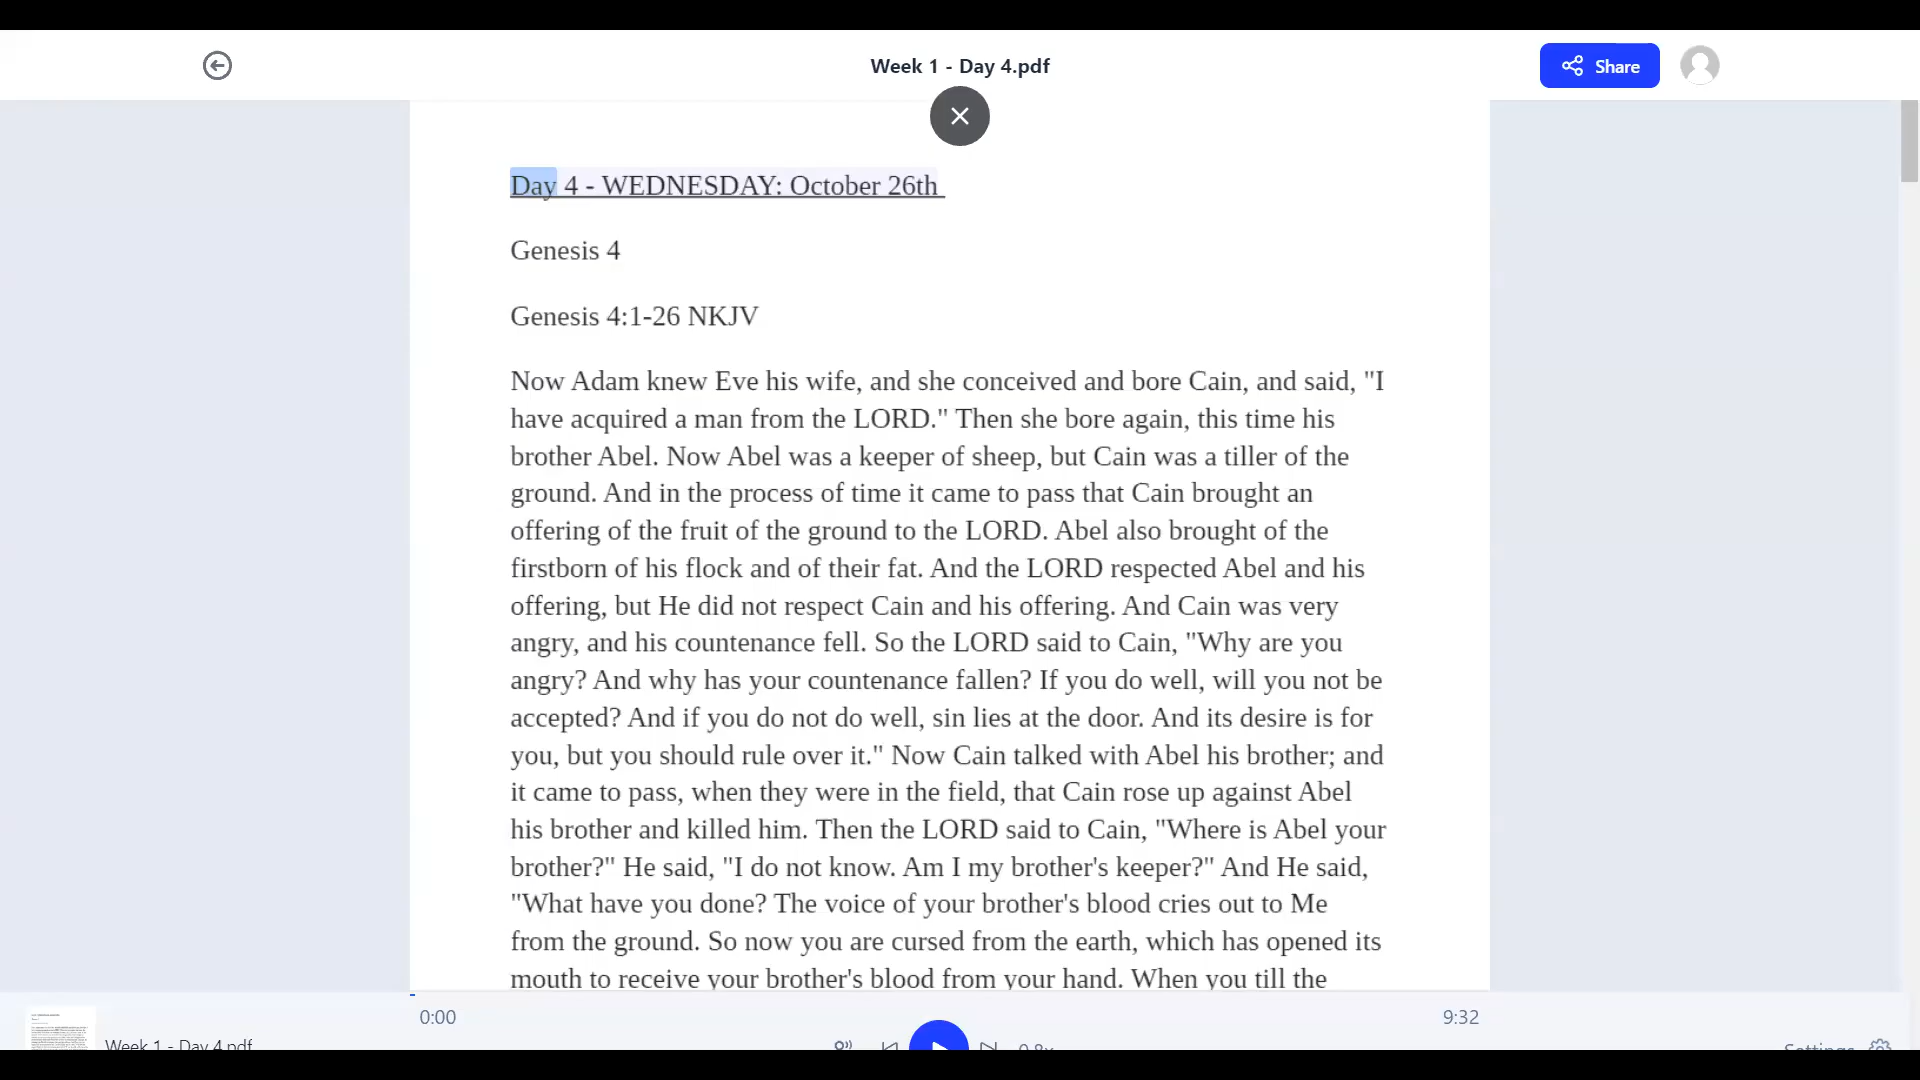 Week 1 - Day 4.pdf
Share
Day 4 - WEDNESDAY: October 26th
Genesis 4
Genesis 4:1-26 NKJV
Now Adam knew Eve his wife, and she conceived and bore Cain, and said, "I
have acquired a man from the LORD." Then she bore again, this time his
brother Abel. Now Abel was a keeper of sheep, but Cain was a tiller of the
ground. And in the process of time it came to pass that Cain brought an
offering of the fruit of the ground to the LORD. Abel also brought of the
firstborn of his flock and of their fat. And the LORD respected Abel and his
offering, but He did not respect Cain and his offering. And Cain was very
angry, and his countenance fell. So the LORD said to Cain, "Why are you
angry? And why has your countenance fallen? If you do well, will you not be
accepted? And if you do not do well, sin lies at the door. And its desire is for
you, but you should rule over it." Now Cain talked with Abel his brother; and
it came to pass, when they were in the field, that Cain rose up against Abel
his brother and killed him. Then the LORD said to Cain, "Where is Abel your
brother?" He said, "I do not know. Am I my brother's keeper?" And He said,
"What have you done? The voice of your brother's blood cries out to Me
from the ground. So now you are cursed from the earth, which has opened its
mouth to receive your brother's blood from your hand. When you till the
0:00
9:32
Week 1 - Day 4.pdf
0.8x
Settings